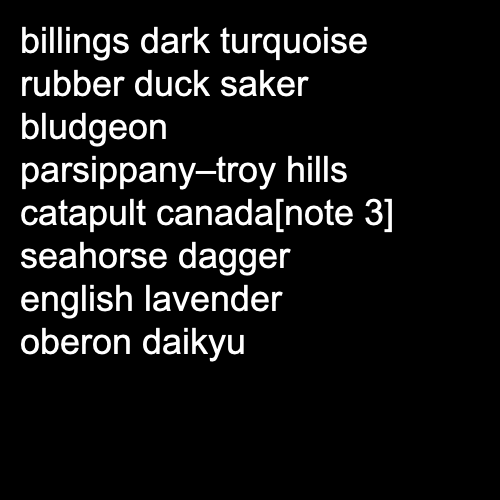 billings dark turquoise
rubber duck saker
bludgeon
parsippany–troy hills
catapult canada[note 3]
seahorse dagger
english lavender
oberon daikyu